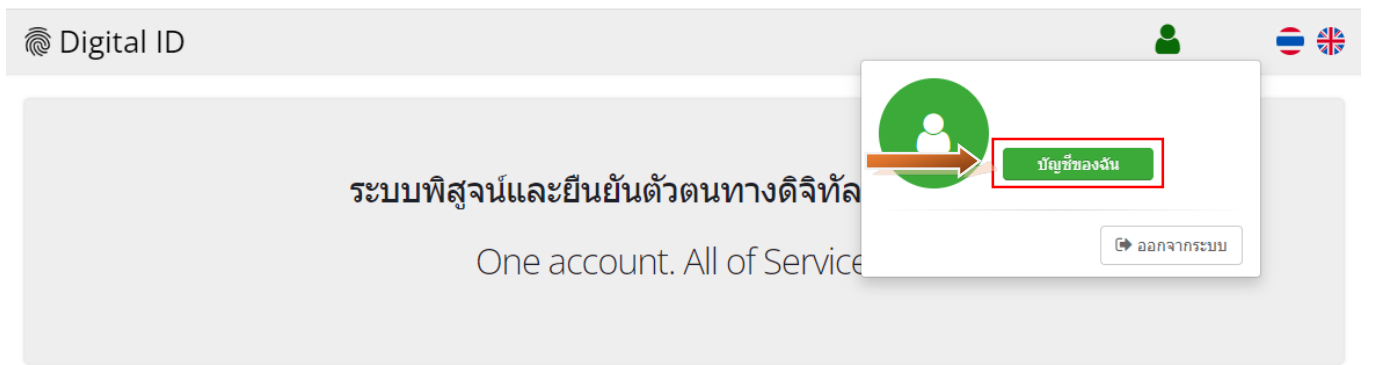 Digital ID
บัญชีของฉัน
ระบบพิสูจน์และยืนยันตัวตนทางดิจิทัล
One account. All of Service
ออกจากระบบ